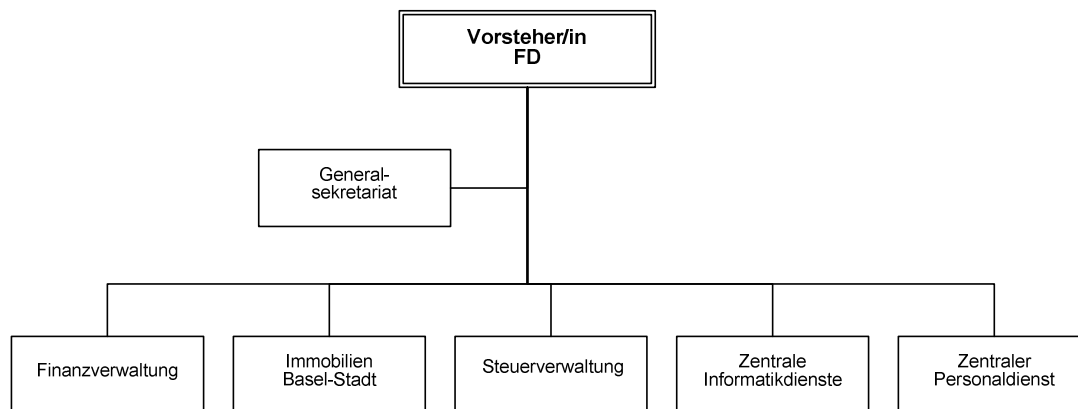 Vorsteher/in
FD
General-
sekretariat
Finanzverwaltung
Immobilien
Basel-Stadt
Steuerverwaltung
Zentrale
Informatikdienste
Zentraler
Personaldienst